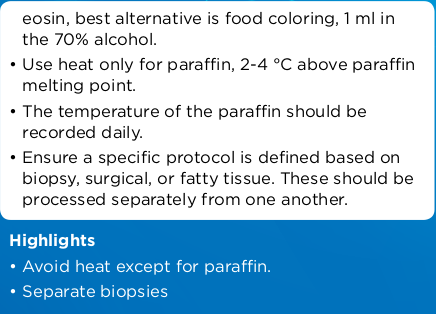 eosin, best alternative is food coloring, 1 ml in
the 70% alcohol.
• Use heat only for paraffin, 2-4 °C above paraffin
melting point.
• The temperature of the paraffin should be
recorded daily.
• Ensure a specific protocol is defined based on
biopsy, surgical, or fatty tissue. These should be
processed separately from one another.
Highlights
• Avoid heat except for paraffin.
• Separate biopsies